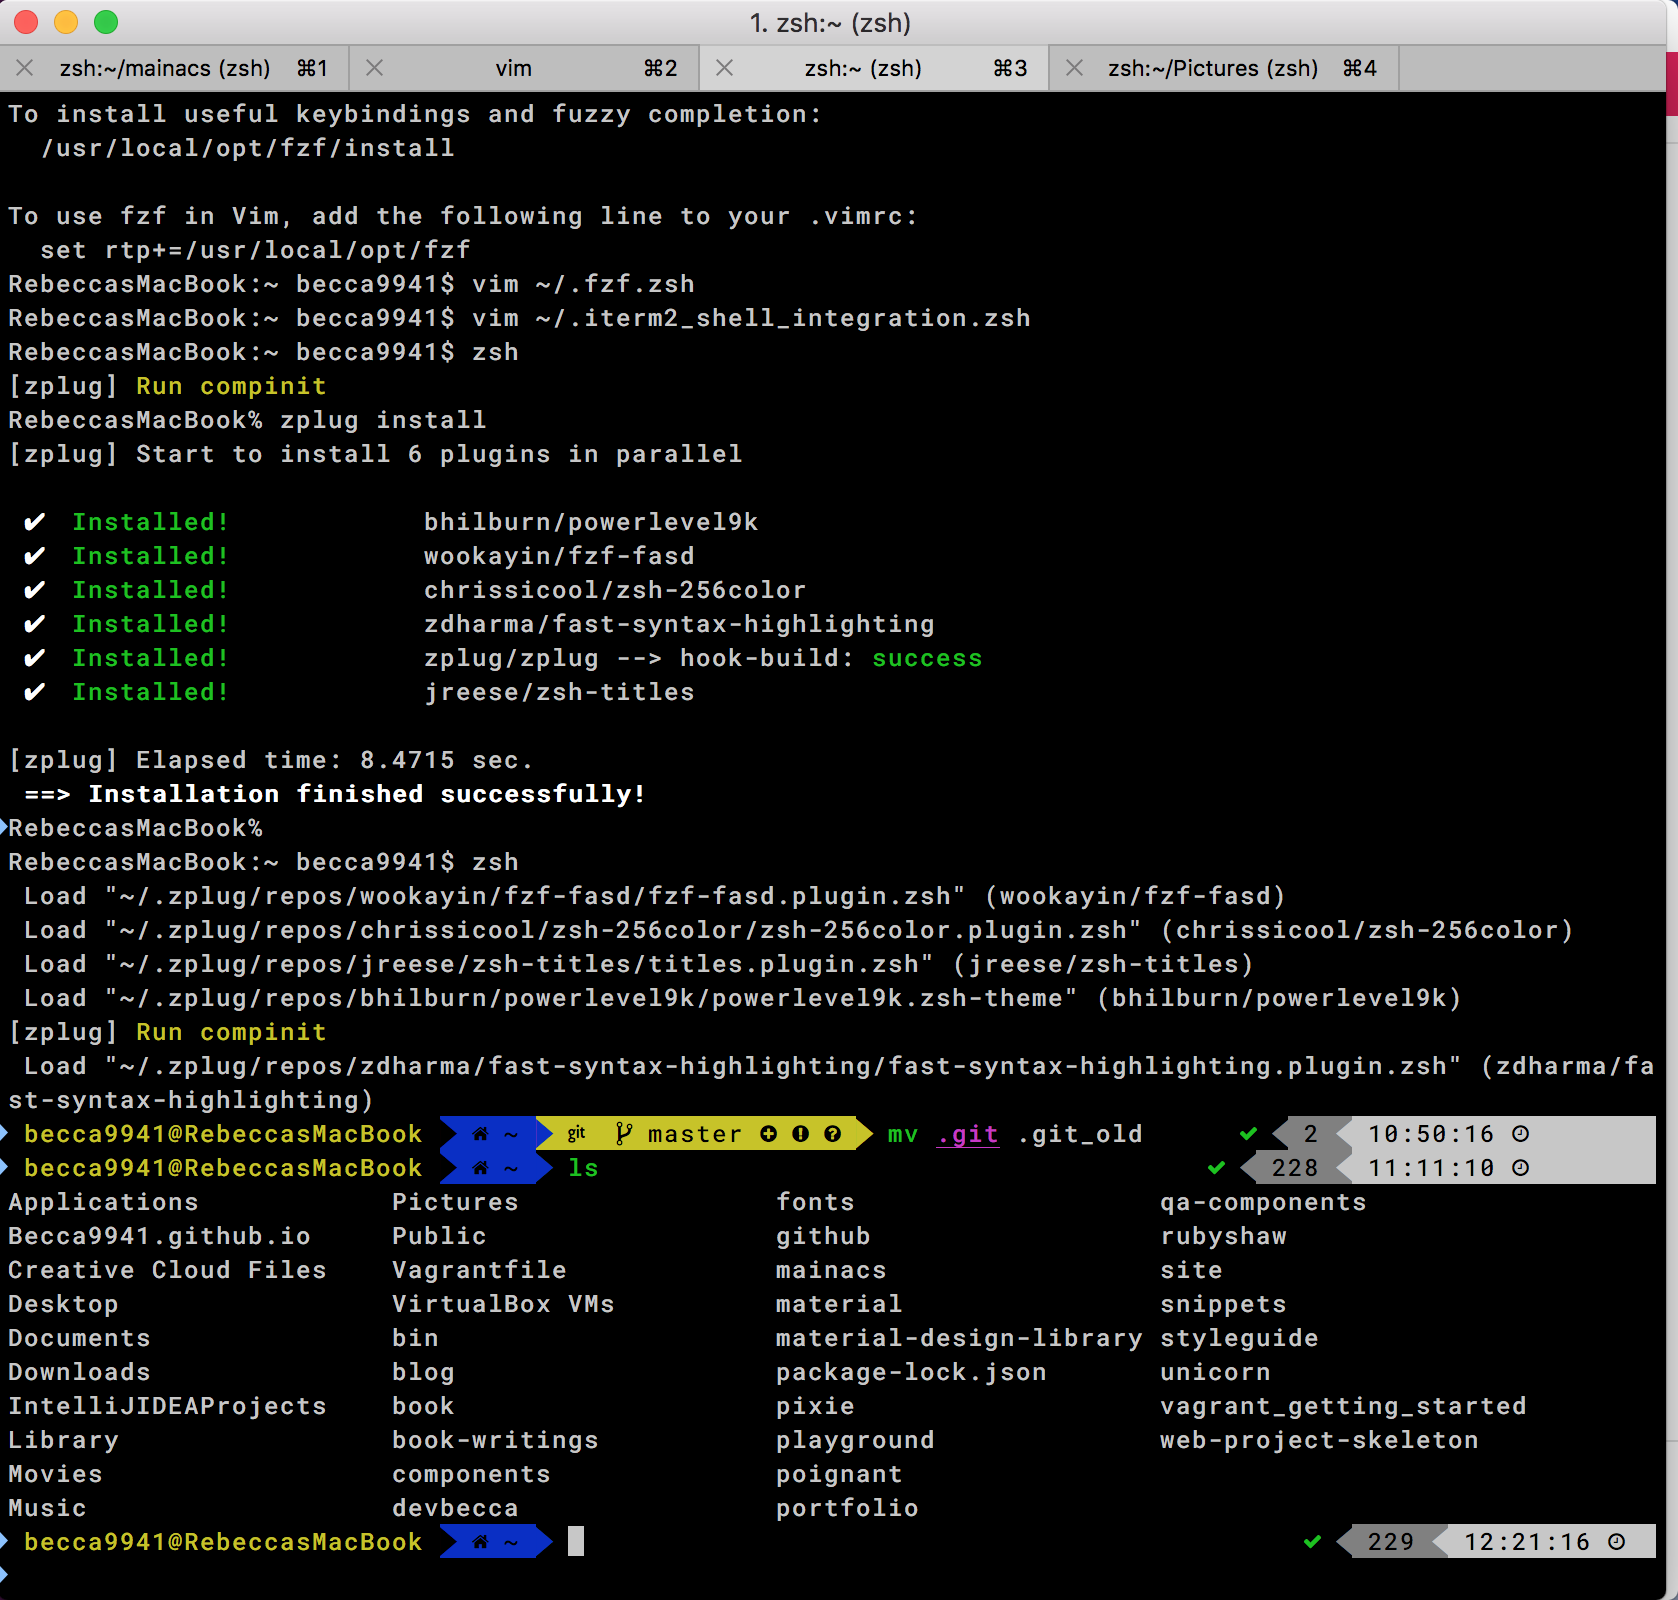 1. zsh:~ (zsh)
zsh:~/mainacs (zsh) ⌘1 vim ⌘2 zsh:~ (zsh) ⌘3 zsh:~/Pictures (zsh) ⌘4
To install useful keybindings and fuzzy completion:
  /usr/local/opt/fzf/install
To use fzf in Vim, add the following line to your .vimrc:
  set rtp+=/usr/local/opt/fzf
RebeccasMacBook:~ becca9941$ vim ~/.fzf.zsh
RebeccasMacBook:~ becca9941$ vim ~/.iterm2_shell_integration.zsh
RebeccasMacBook:~ becca9941$ zsh
[zplug] Run compinit
RebeccasMacBook% zplug install
[zplug] Start to install 6 plugins in parallel
✔ Installed! bhilburn/powerlevel9k
✔ Installed! wookayin/fzf-fasd
✔ Installed! chrissicool/zsh-256color
✔ Installed! zdharma/fast-syntax-highlighting
✔ Installed! zplug/zplug --> hook-build: success
✔ Installed! jreese/zsh-titles
[zplug] Elapsed time: 8.4715 sec.
 ==> Installation finished successfully!
RebeccasMacBook%
RebeccasMacBook:~ becca9941$ zsh
 Load "~/.zplug/repos/wookayin/fzf-fasd/fzf-fasd.plugin.zsh" (wookayin/fzf-fasd)
 Load "~/.zplug/repos/chrissicool/zsh-256color/zsh-256color.plugin.zsh" (chrissicool/zsh-256color)
 Load "~/.zplug/repos/jreese/zsh-titles/titles.plugin.zsh" (jreese/zsh-titles)
 Load "~/.zplug/repos/bhilburn/powerlevel9k/powerlevel9k.zsh-theme" (bhilburn/powerlevel9k)
[zplug] Run compinit
 Load "~/.zplug/repos/zdharma/fast-syntax-highlighting/fast-syntax-highlighting.plugin.zsh" (zdharma/fa
st-syntax-highlighting)
becca9941@RebeccasMacBook ~ git master mv .git .git_old ✔ 2 10:50:16
becca9941@RebeccasMacBook ~ ls ✔ 228 11:11:10
Applications Pictures fonts qa-components
Becca9941.github.io Public github rubyshaw
Creative Cloud Files Vagrantfile mainacs site
Desktop VirtualBox VMs material snippets
Documents bin material-design-library styleguide
Downloads blog package-lock.json unicorn
IntelliJIDEAProjects book pixie vagrant_getting_started
Library book-writings playground web-project-skeleton
Movies components poignant
Music devbecca portfolio
becca9941@RebeccasMacBook ~ ✔ 229 12:21:16